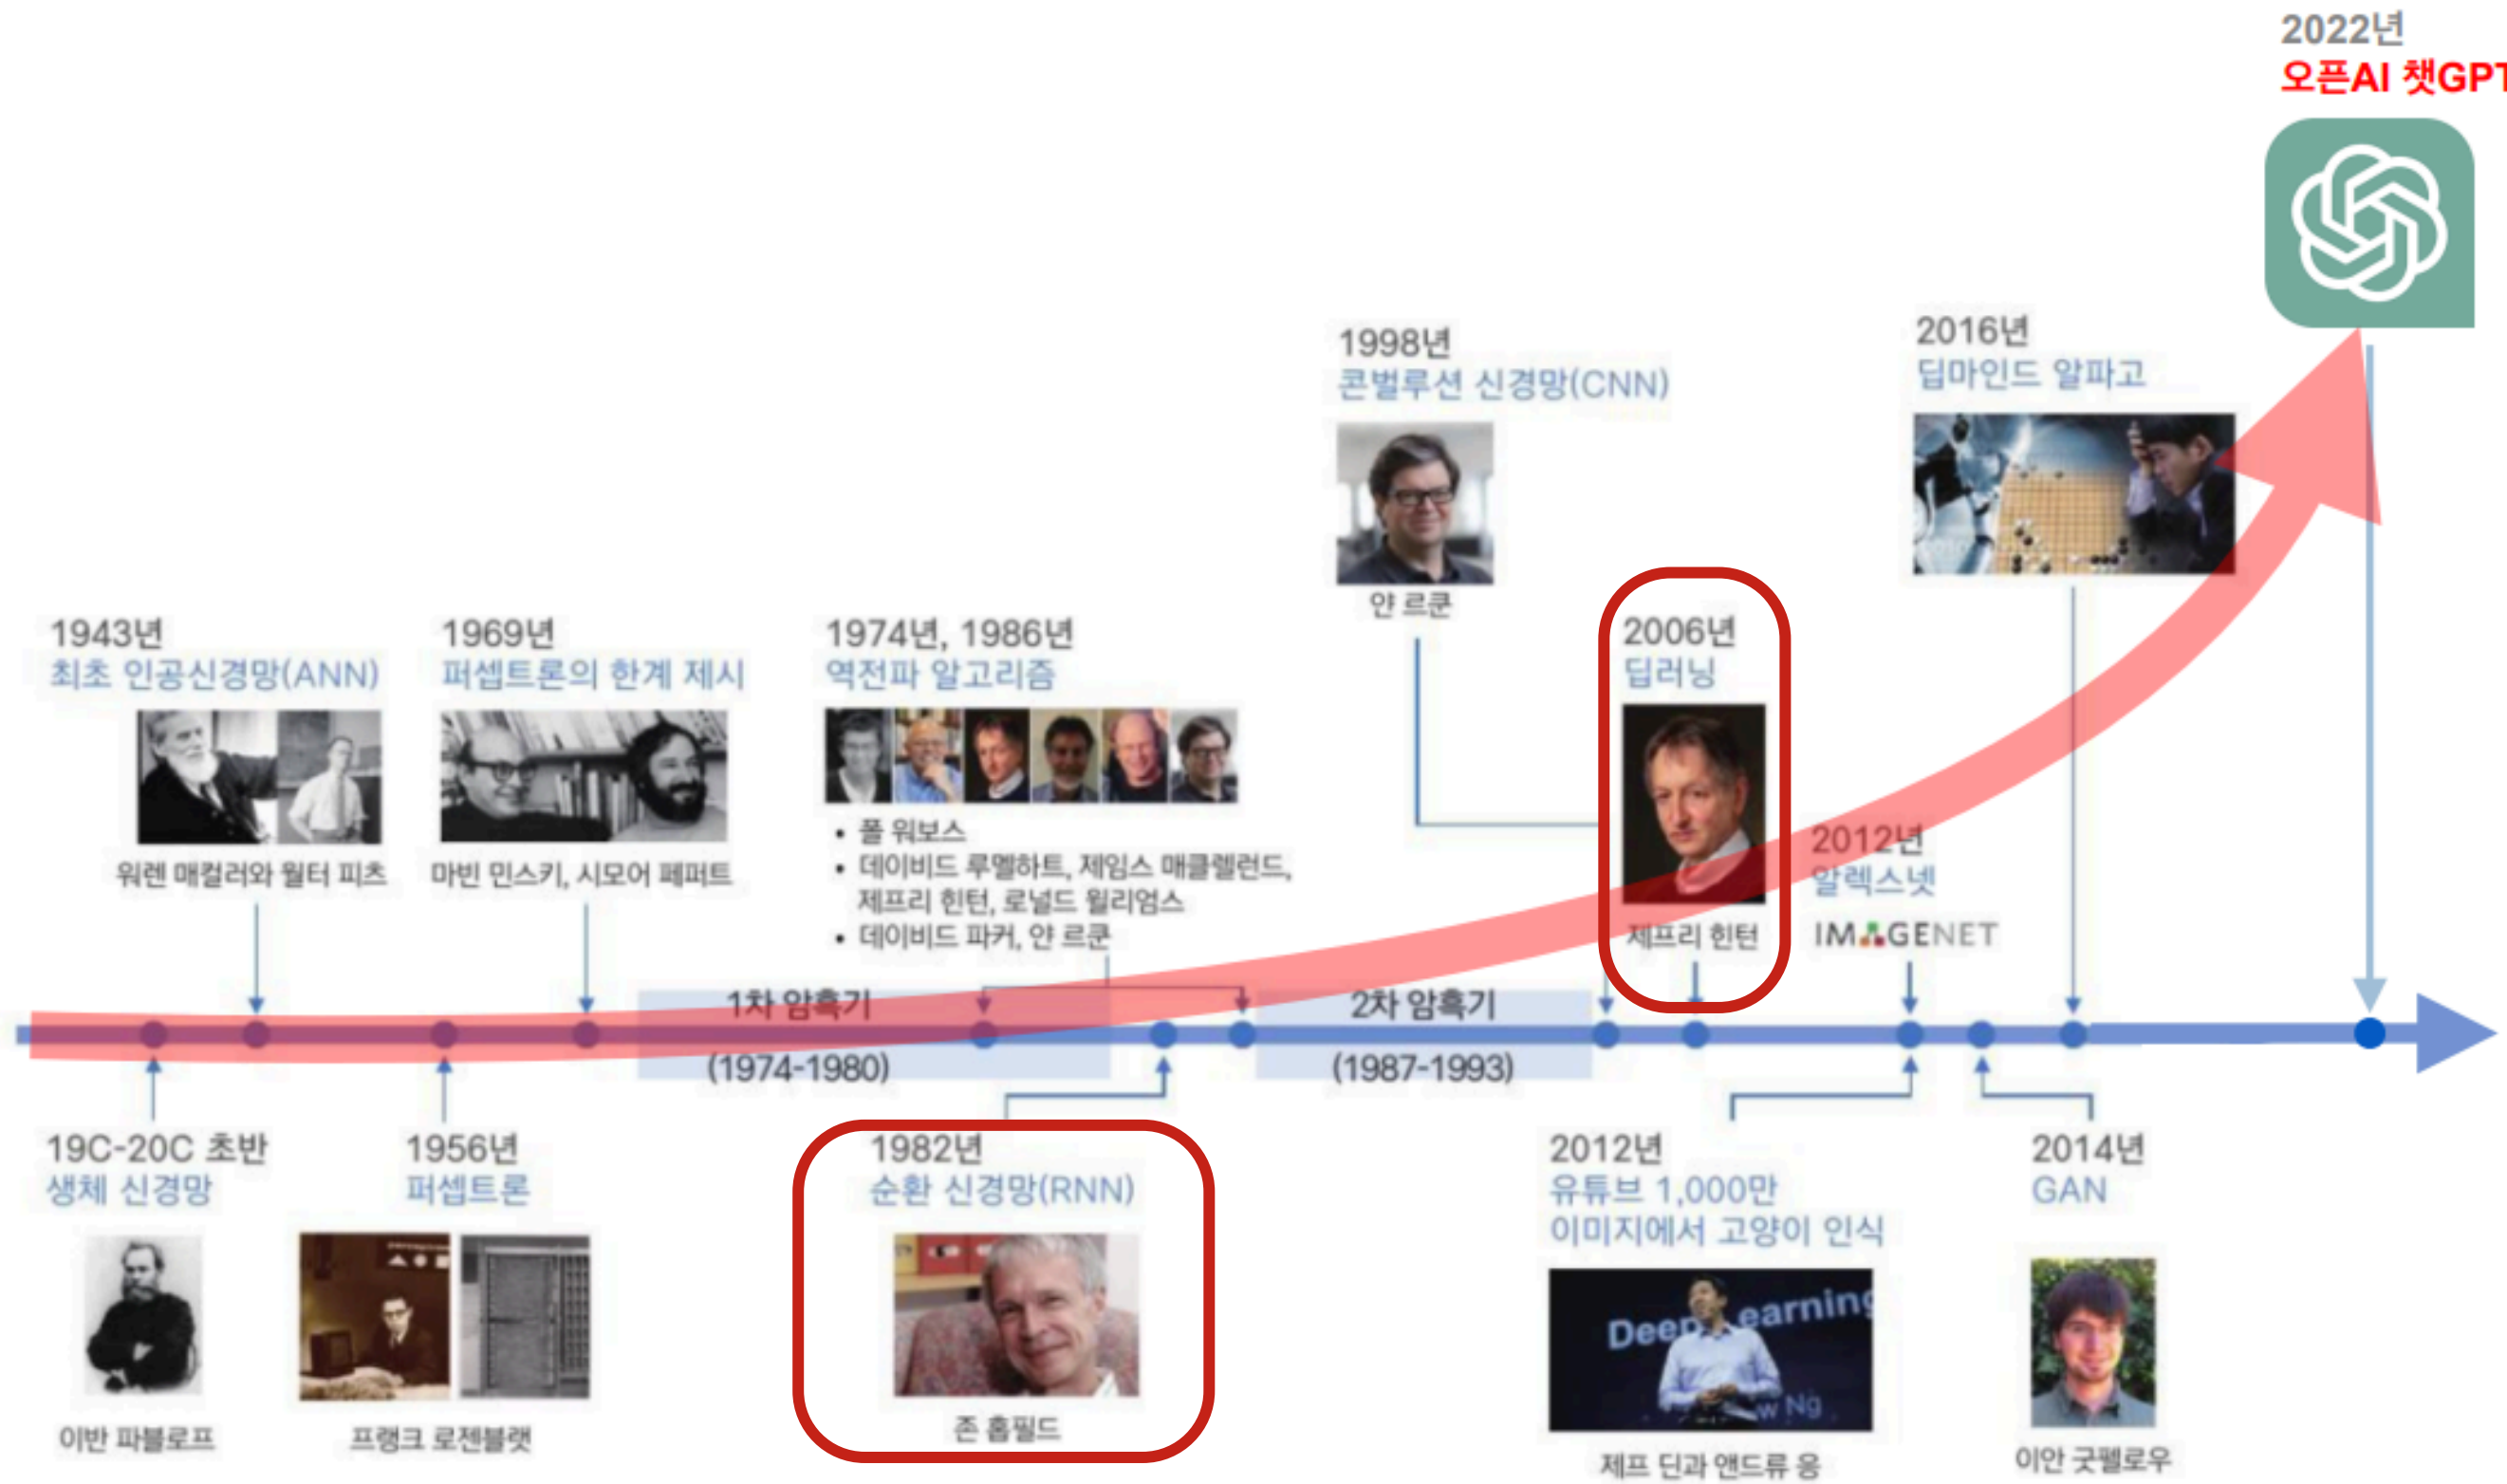 2022년
오픈AI 챗GPT
1998년
콘벌루션 신경망(CNN)
얀 르쿤
2016년
딥마인드 알파고
1943년
최초 인공신경망(ANN)
워렌 매컬러와 월터 피츠
1969년
퍼셉트론의 한계 제시
마빈 민스키, 시모어 페퍼트
1974년, 1986년
역전파 알고리즘
• 폴 워보스
• 데이비드 루멜하트, 제임스 매클렐런드,
제프리 힌턴, 로널드 윌리엄스
• 데이비드 파커, 얀 르쿤
2006년
딥러닝
제프리 힌턴
2012년
알렉스넷
IMAGENET
1차 암흑기
(1974-1980)
2차 암흑기
(1987-1993)
19C-20C 초반
생체 신경망
이반 파블로프
1956년
퍼셉트론
프랭크 로젠블랫
1982년
순환 신경망(RNN)
존 홉필드
2012년
유튜브 1,000만
이미지에서 고양이 인식
Deep Learning
w Ng
제프 딘과 앤드류 응
2014년
GAN
이안 굿펠로우